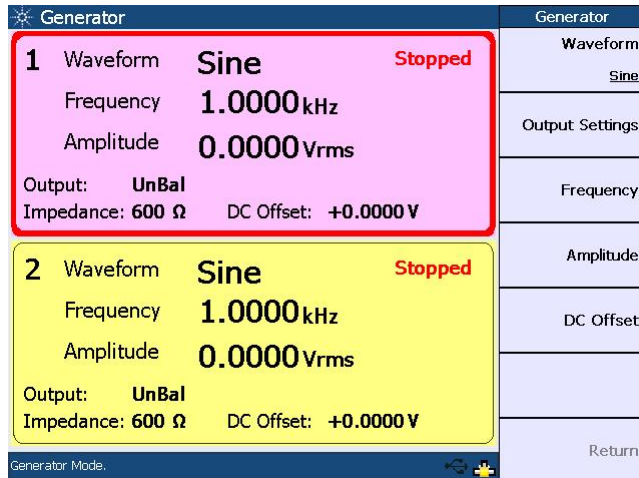 Generator
1 Waveform Sine Stopped
Frequency 1.0000 kHz
Amplitude 0.0000 Vrms
Output: UnBal
Impedance: 600 Ω DC Offset: +0.0000 V
2 Waveform Sine Stopped
Frequency 1.0000 kHz
Amplitude 0.0000 Vrms
Output: UnBal
Impedance: 600 Ω DC Offset: +0.0000 V
Generator Mode.
Generator
Waveform
Sine
Output Settings
Frequency
Amplitude
DC Offset
Return